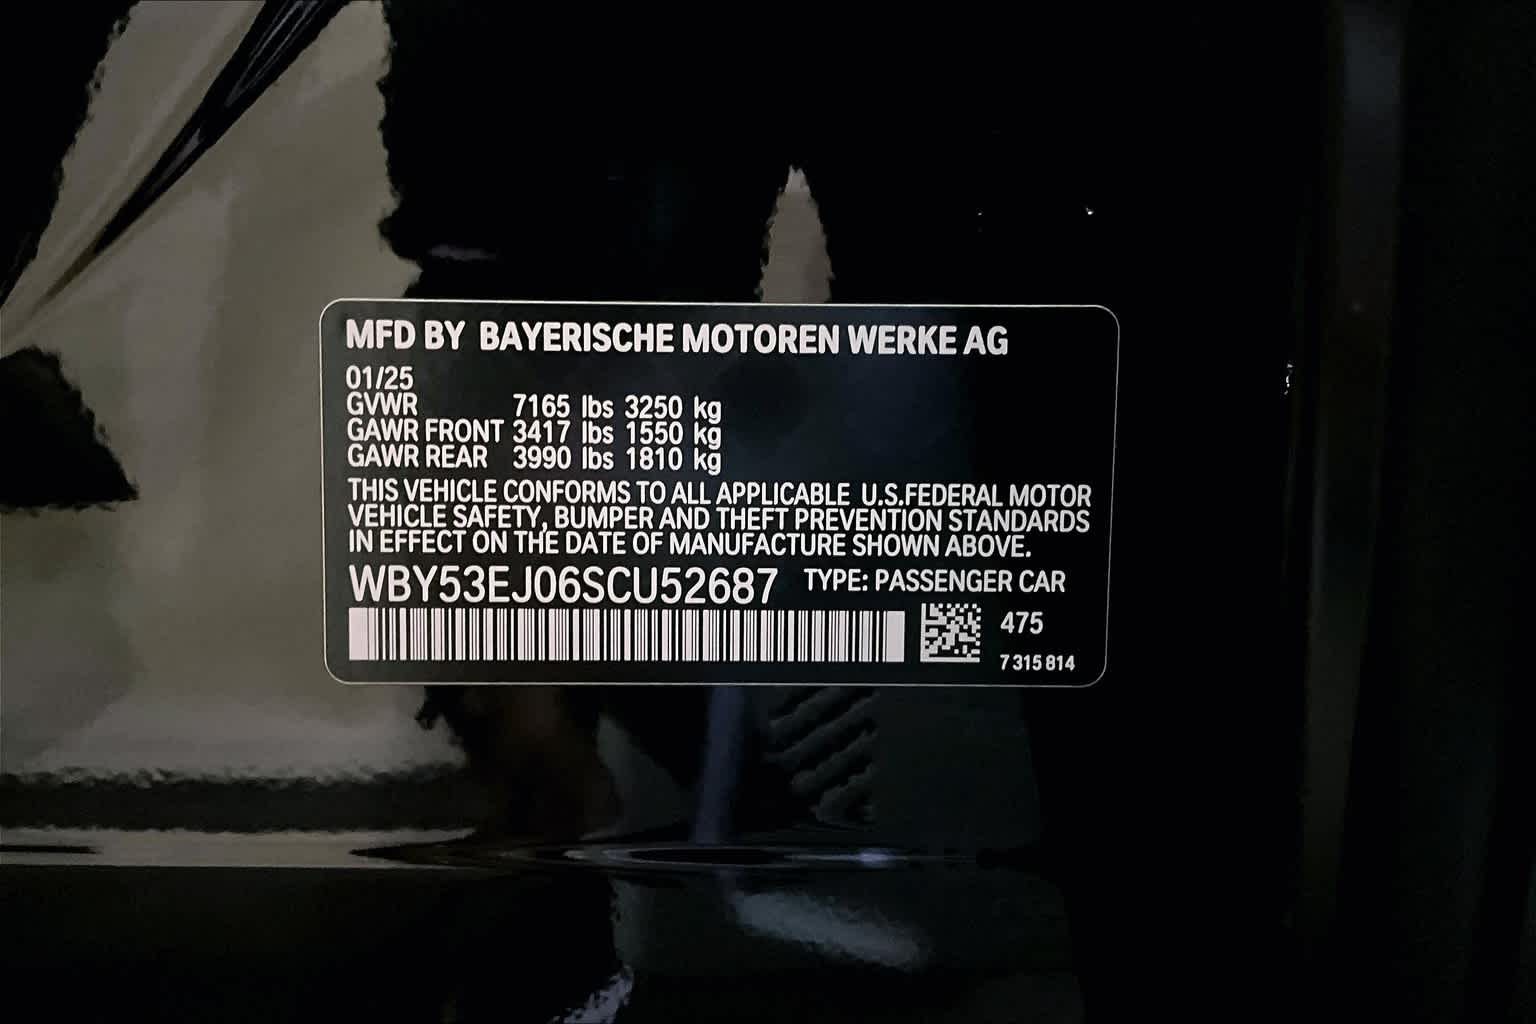 MFD BY BAYERISCHE MOTOREN WERKE AG
01/25
GVWR 7165 lbs 3250 kg
GAWR FRONT 3417 lbs 1550 kg
GAWR REAR 3990 lbs 1810 kg
THIS VEHICLE CONFORMS TO ALL APPLICABLE U.S.FEDERAL MOTOR
VEHICLE SAFETY, BUMPER AND THEFT PREVENTION STANDARDS
IN EFFECT ON THE DATE OF MANUFACTURE SHOWN ABOVE.
WBY53EJ06SCU52687 TYPE: PASSENGER CAR
475
7 315 814